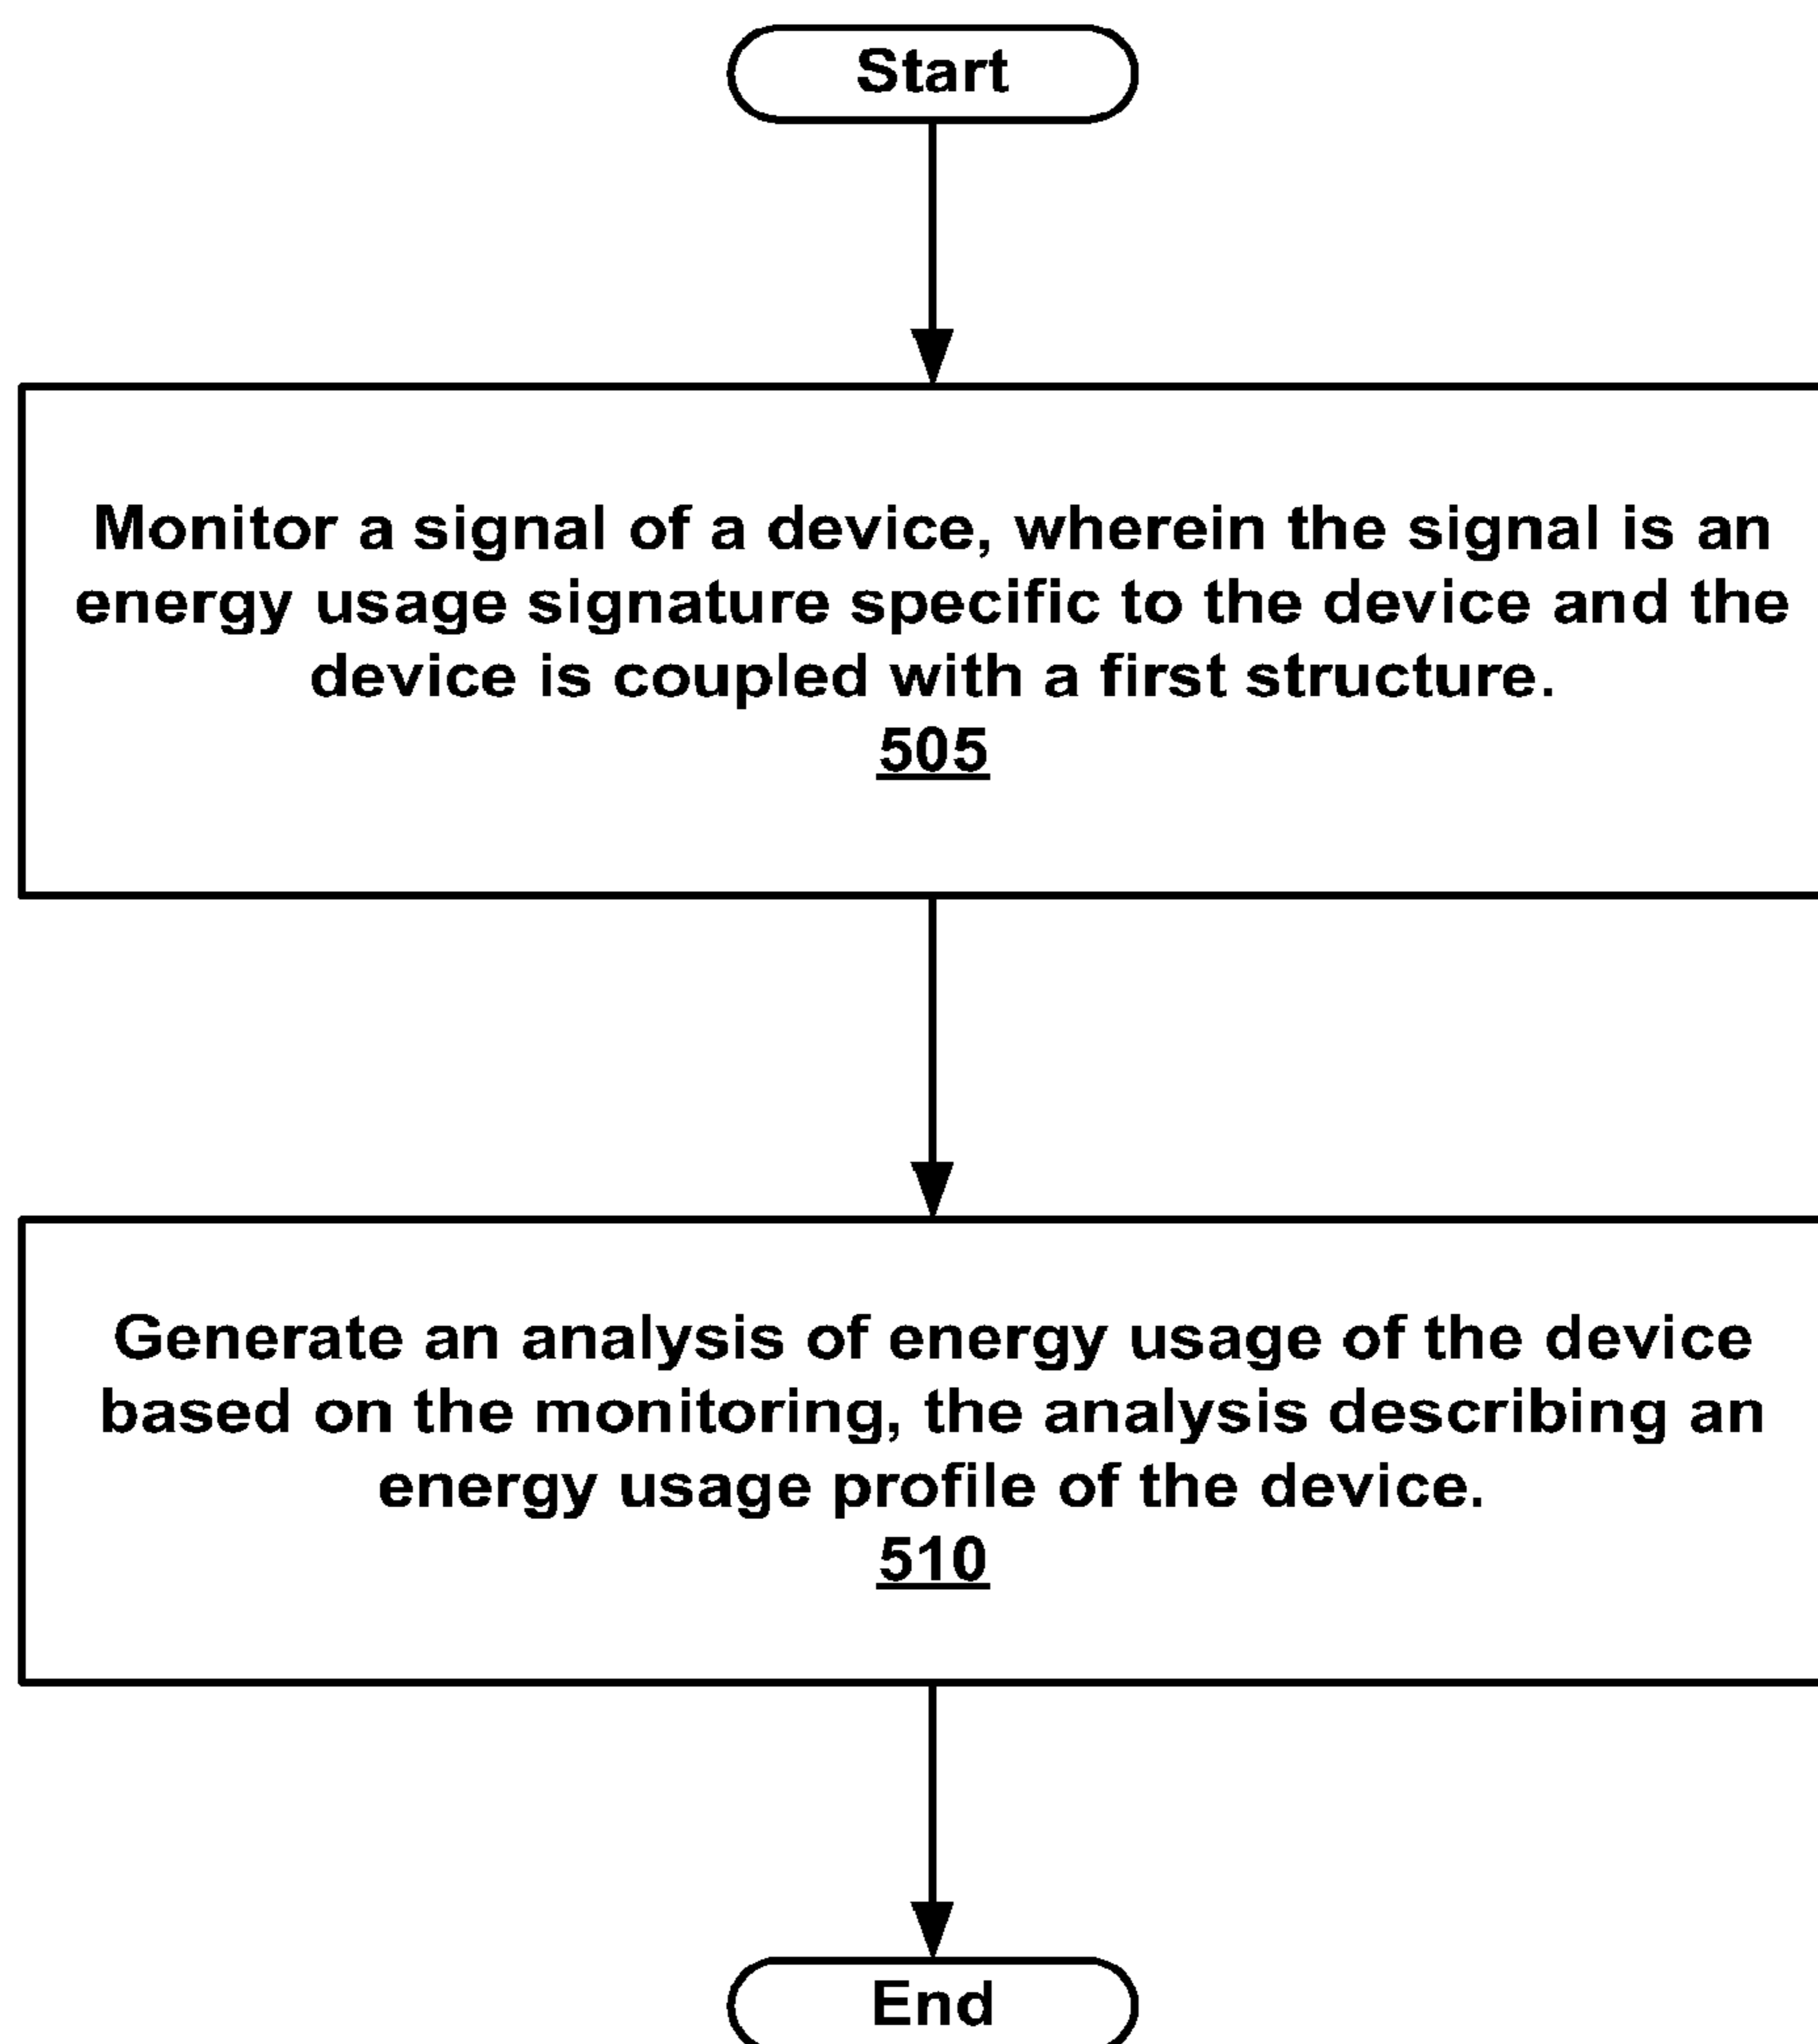 Start
Monitor a signal of a device, wherein the signal is an
energy usage signature specific to the device and the
device is coupled with a first structure.
505
Generate an analysis of energy usage of the device
based on the monitoring, the analysis describing an
energy usage profile of the device.
510
End